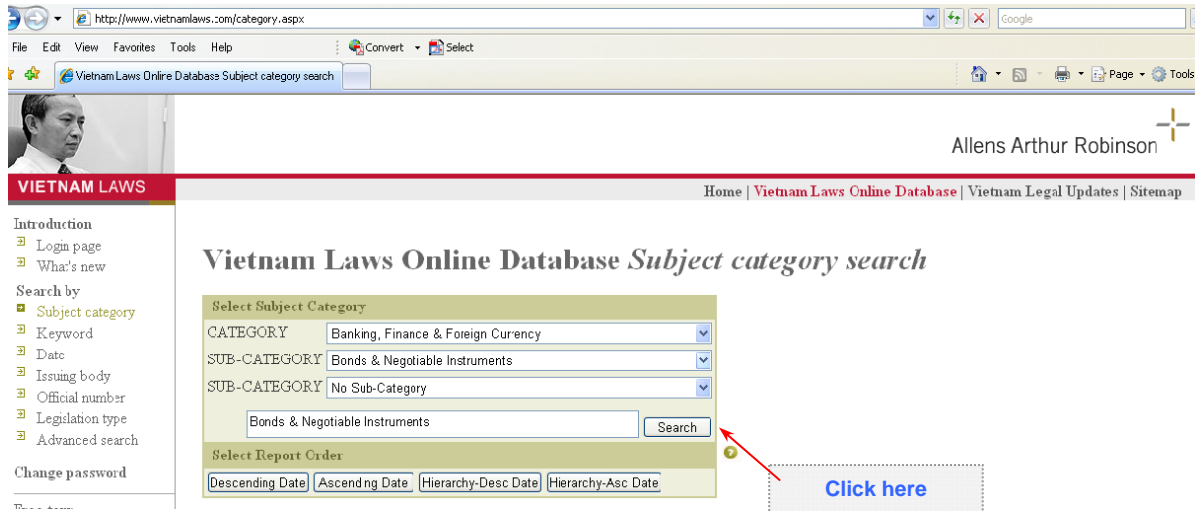 http://www.vietnamlaws.com/category.aspx
Google
File Edit View Favorites Tools Help Convert Select
Vietnam Laws Online Database Subject category search
Page Tools
Allens Arthur Robinson
VIETNAM LAWS
Home | Vietnam Laws Online Database | Vietnam Legal Updates | Sitemap
Introduction
Login page
What's new
Search by
Subject category
Keyword
Date
Issuing body
Official number
Legislation type
Advanced search
Change password
Vietnam Laws Online Database Subject category search
Select Subject Category
CATEGORY Banking, Finance & Foreign Currency
SUB-CATEGORY Bonds & Negotiable Instruments
SUB-CATEGORY No Sub-Category
Bonds & Negotiable Instruments Search
Select Report Order
Descending Date Ascending Date Hierarchy-Desc Date Hierarchy-Asc Date
Click here